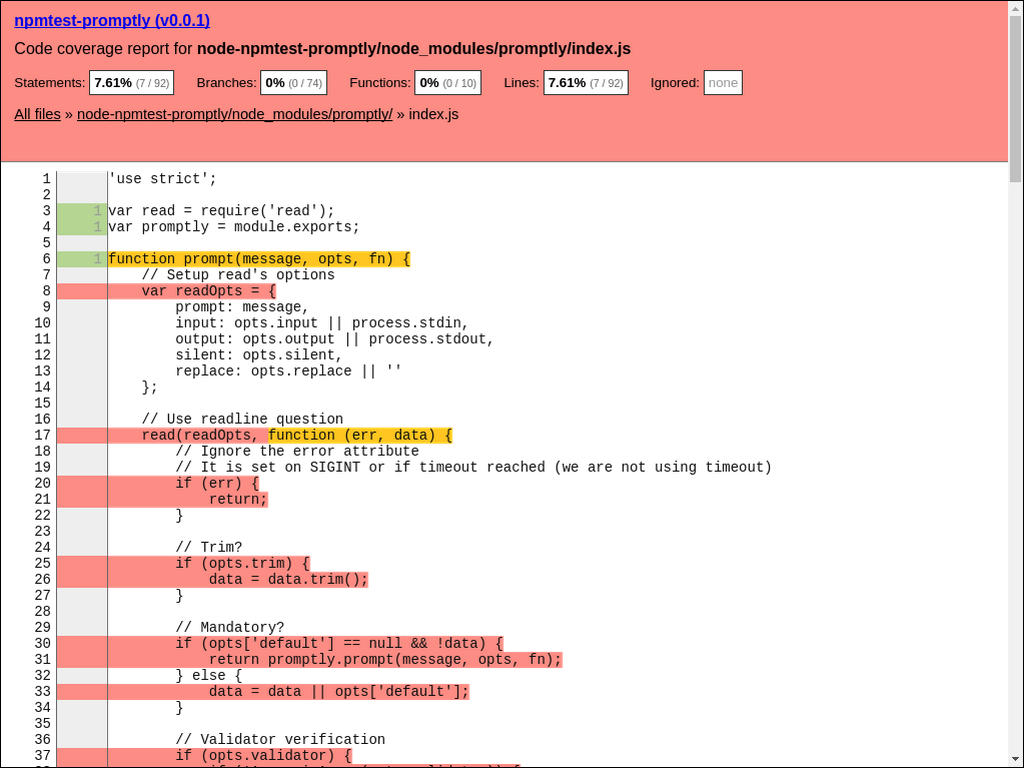 npmtest-promptly (v0.0.1)
Code coverage report for node-npmtest-promptly/node_modules/promptly/index.js
Statements: 7.61% (7 / 92) Branches: 0% (0 / 74) Functions: 0% (0 / 10) Lines: 7.61% (7 / 92) Ignored: none
All files » node-npmtest-promptly/node_modules/promptly/ » index.js
1 'use strict';
2
3 1 var read = require('read');
4 1 var promptly = module.exports;
5
6 1 function prompt(message, opts, fn) {
7 // Setup read's options
8 var readOpts = {
9 prompt: message,
10 input: opts.input || process.stdin,
11 output: opts.output || process.stdout,
12 silent: opts.silent,
13 replace: opts.replace || ''
14 };
15
16 // Use readline question
17 read(readOpts, function (err, data) {
18 // Ignore the error attribute
19 // It is set on SIGINT or if timeout reached (we are not using timeout)
20 if (err) {
21 return;
22 }
23
24 // Trim?
25 if (opts.trim) {
26 data = data.trim();
27 }
28
29 // Mandatory?
30 if (opts['default'] == null && !data) {
31 return promptly.prompt(message, opts, fn);
32 } else {
33 data = data || opts['default'];
34 }
35
36 // Validator verification
37 if (opts.validator) {